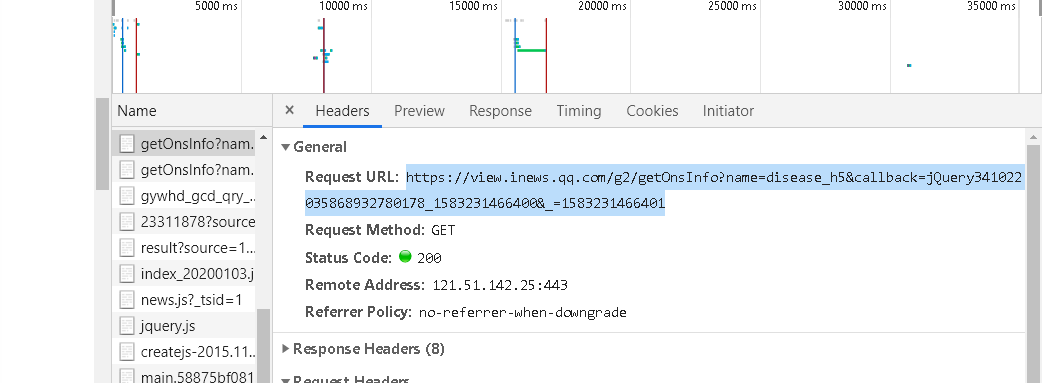 5000 ms 10000 ms 15000 ms 20000 ms 25000 ms 30000 ms 35000 ms
Name
× Headers Preview Response Timing Cookies Initiator
getOnsInfo?nam...
getOnsInfo?nam...
gywhd_gcd_qry_...
23311878?source
result?source=1...
index_20200103.j
news.js?_tsid=1
jquery.js
createjs-2015.11...
main.58875bf081
General
Request URL: https://view.inews.qq.com/g2/getOnsInfo?name=disease_h5&callback=jQuery341022
035868932780178_1583231466400&_=1583231466401
Request Method: GET
Status Code: 200
Remote Address: 121.51.142.25:443
Referrer Policy: no-referrer-when-downgrade
Response Headers (8)
Request Headers